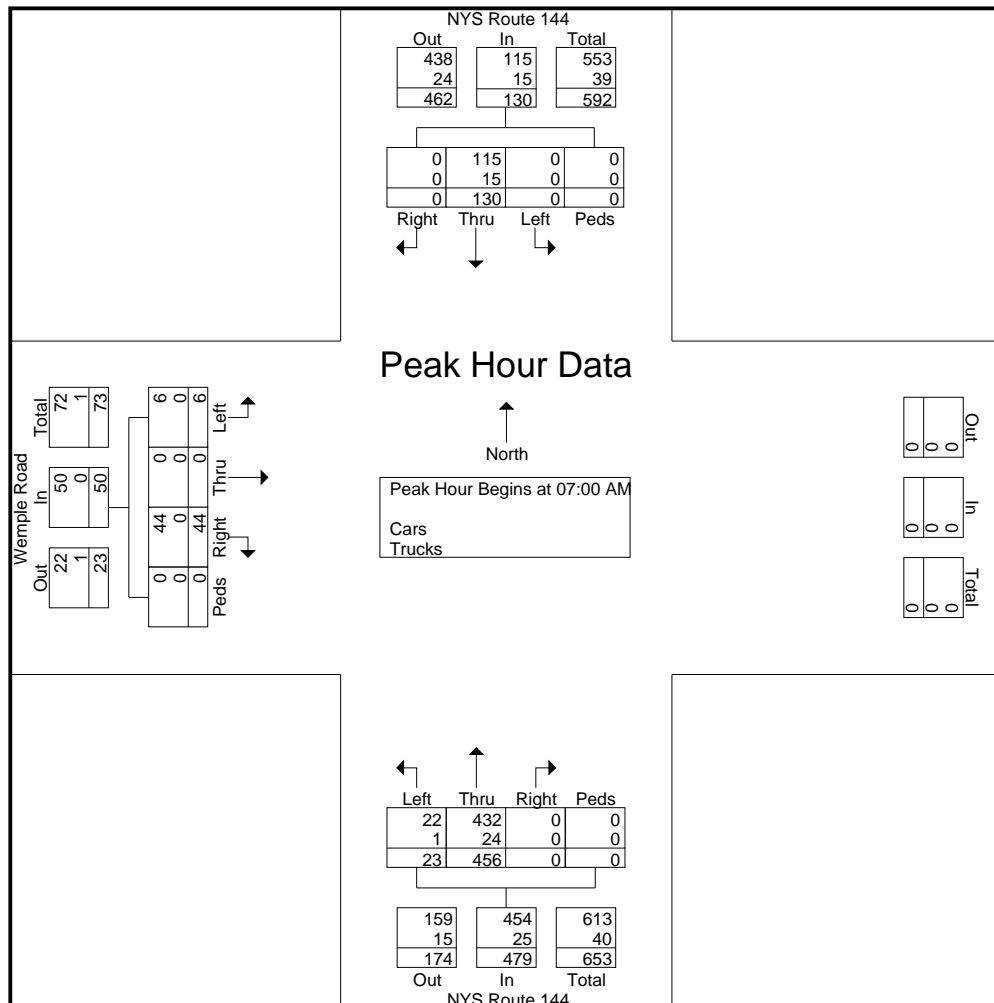 NYS Route 144
Out In Total
438 115 553
24 15 39
462 130 592
0 115 0 0
0 15 0 0
0 130 0 0
Right Thru Left Peds
Peak Hour Data
North
Peak Hour Begins at 07:00 AM
Cars
Trucks
Wemple Road
Total In Out
72 50 22
1 0 1
73 50 23
6 0 44 0
0 0 0 0
6 0 44 0
Left Thru Right Peds
Out In Total
0 0 0
0 0 0
0 0 0
Left Thru Right Peds
22 432 0 0
1 24 0 0
23 456 0 0
159 454 613
15 25 40
174 479 653
Out In Total
NYS Route 144